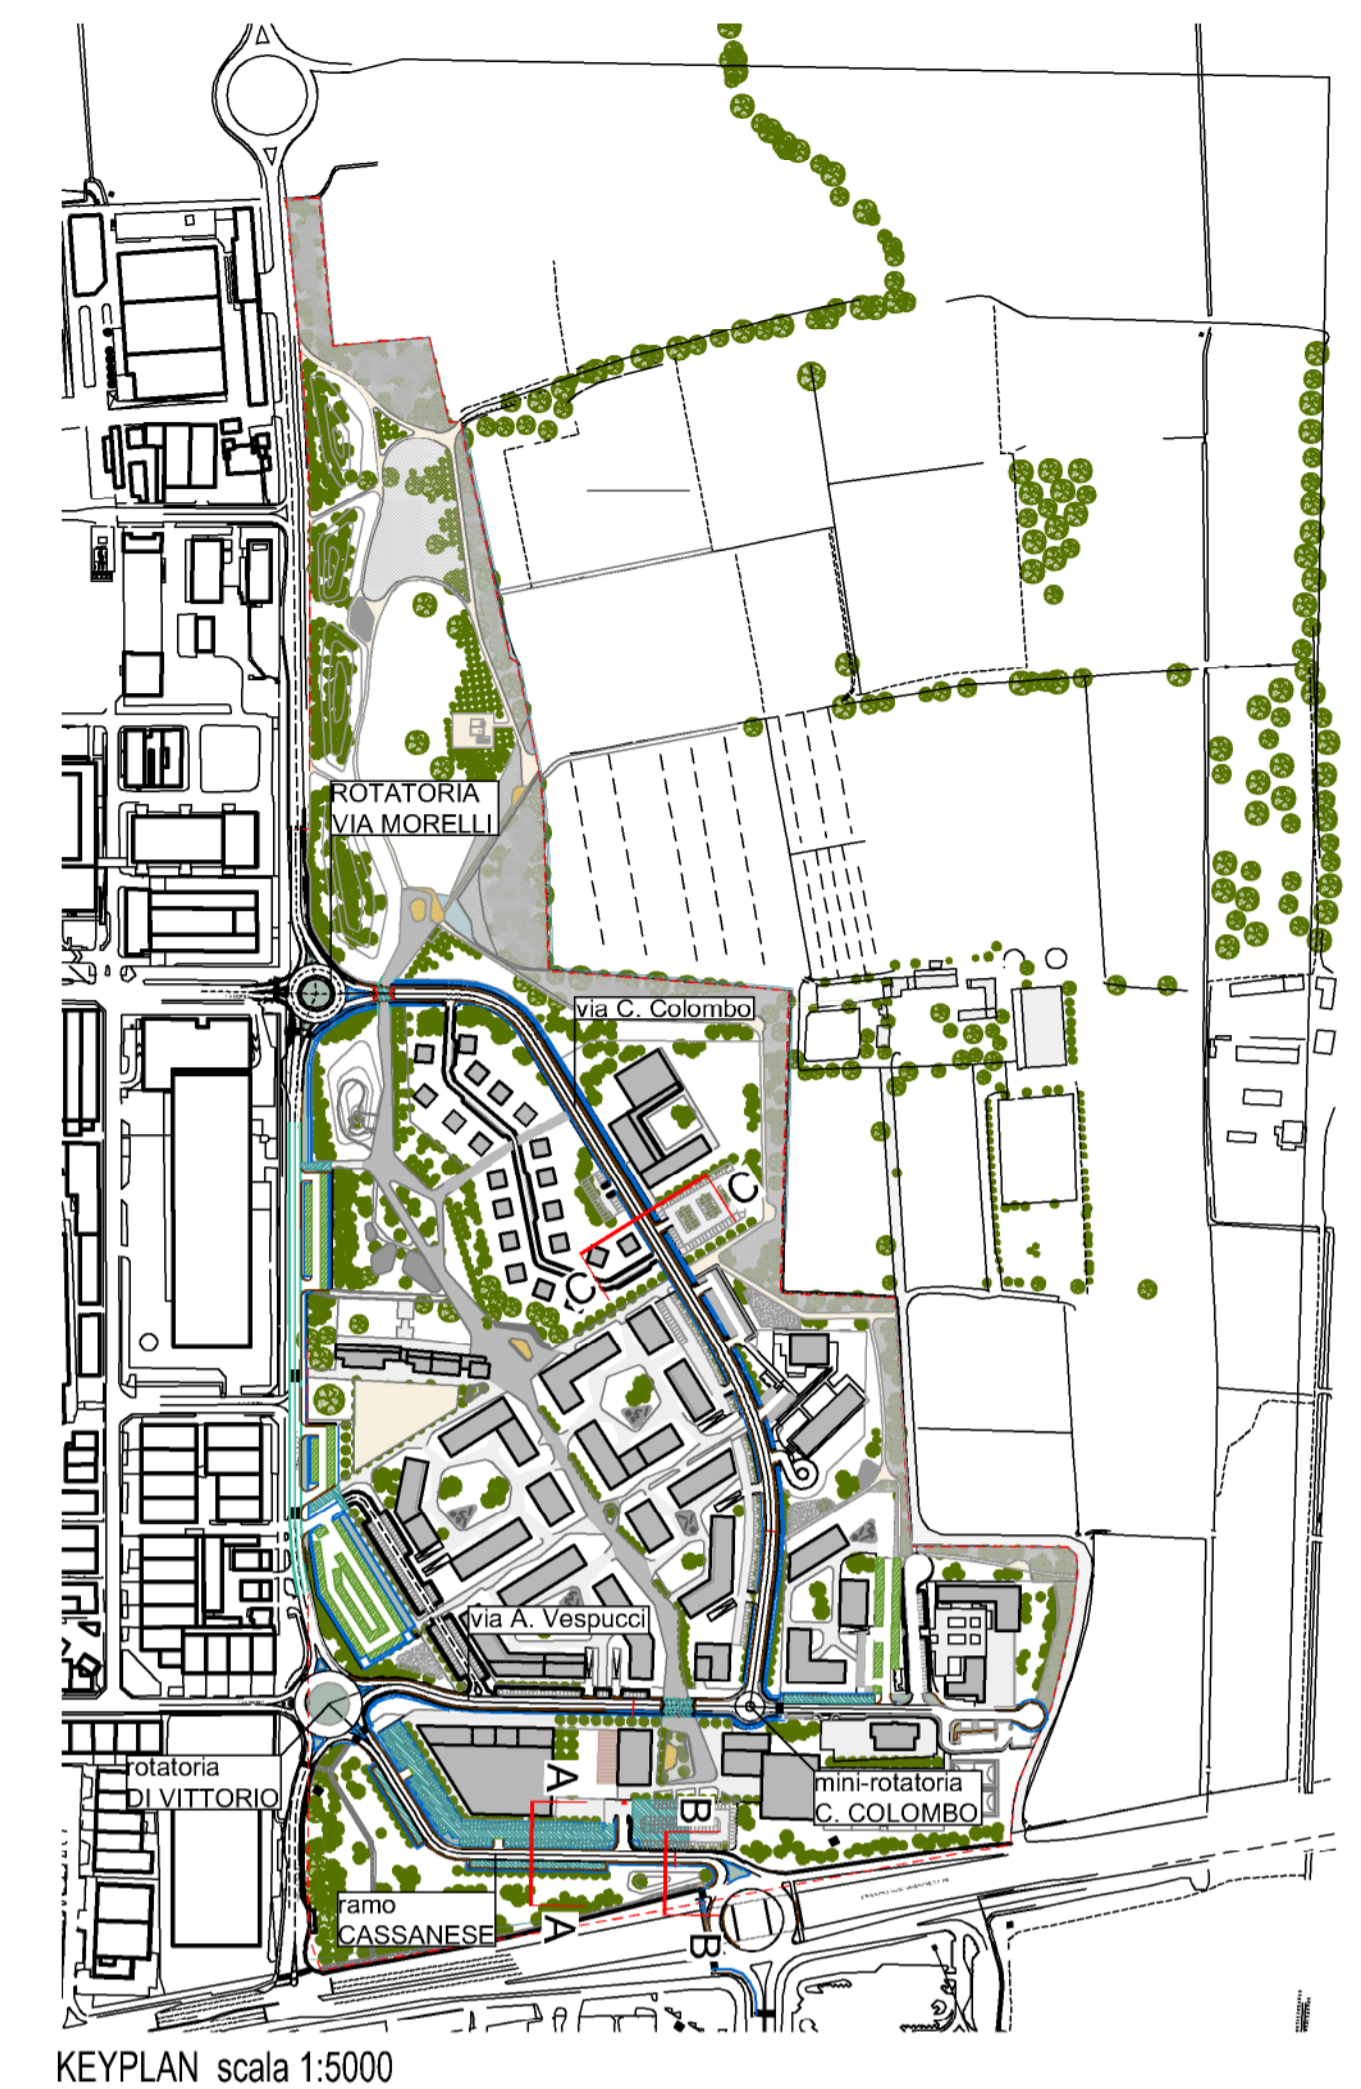 ROTATORIA
VIA MORELLI
via C. Colombo
C
C
via A. Vespucci
rotatoria
DI VITTORIO
mini-rotatoria
C. COLOMBO
A
B
ramo
CASSANESE
A
B
KEYPLAN scala 1:5000